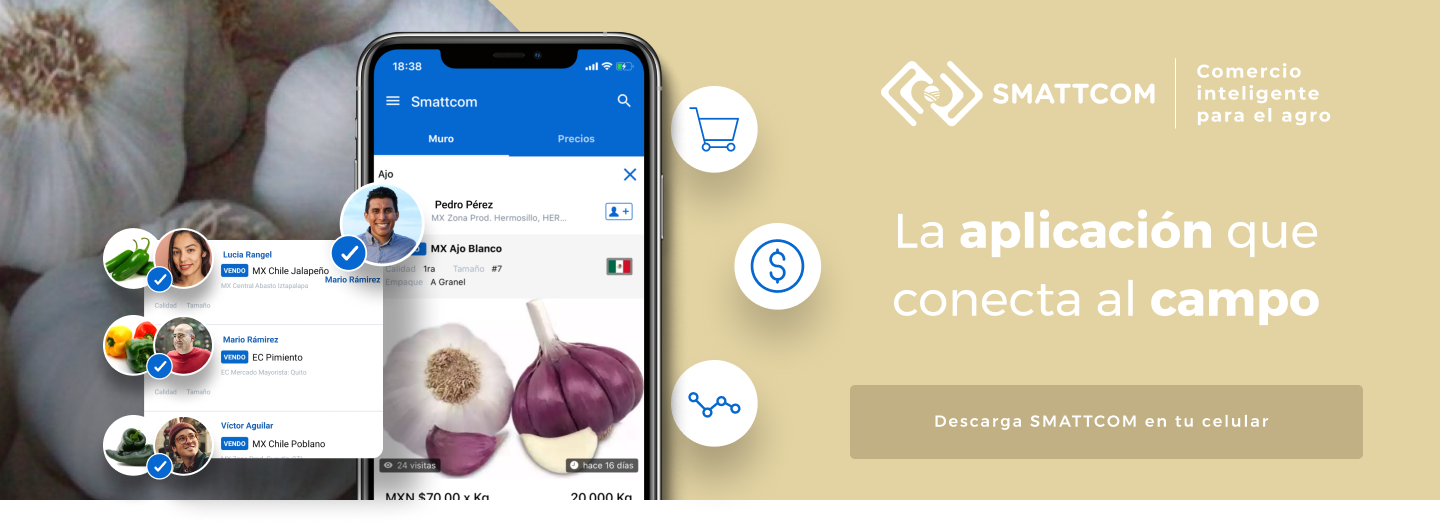 18:38
Smattcom
Muro
Precios
Ajo
Pedro Pérez
MX Zona Prod. Hermosillo, HER...
MX Ajo Blanco
Calidad 1ra Tamaño #7
Empaque A Granel
24 visitas
hace 16 días
MXN $70.00 x Kg
20,000 Kg
Lucia Rangel
VENDO MX Chile Jalapeño
Mario Rámirez
MX Central Abasto Iztapalapa
Calidad Tamaño
Mario Rámirez
VENDO EC Pimiento
EC Mercado Mayorista: Quito
Calidad Tamaño
Víctor Aguilar
VENDO MX Chile Poblano
SMATTCOM
Comercio
inteligente
para el agro
La aplicación que
conecta al campo
Descarga SMATTCOM en tu celular